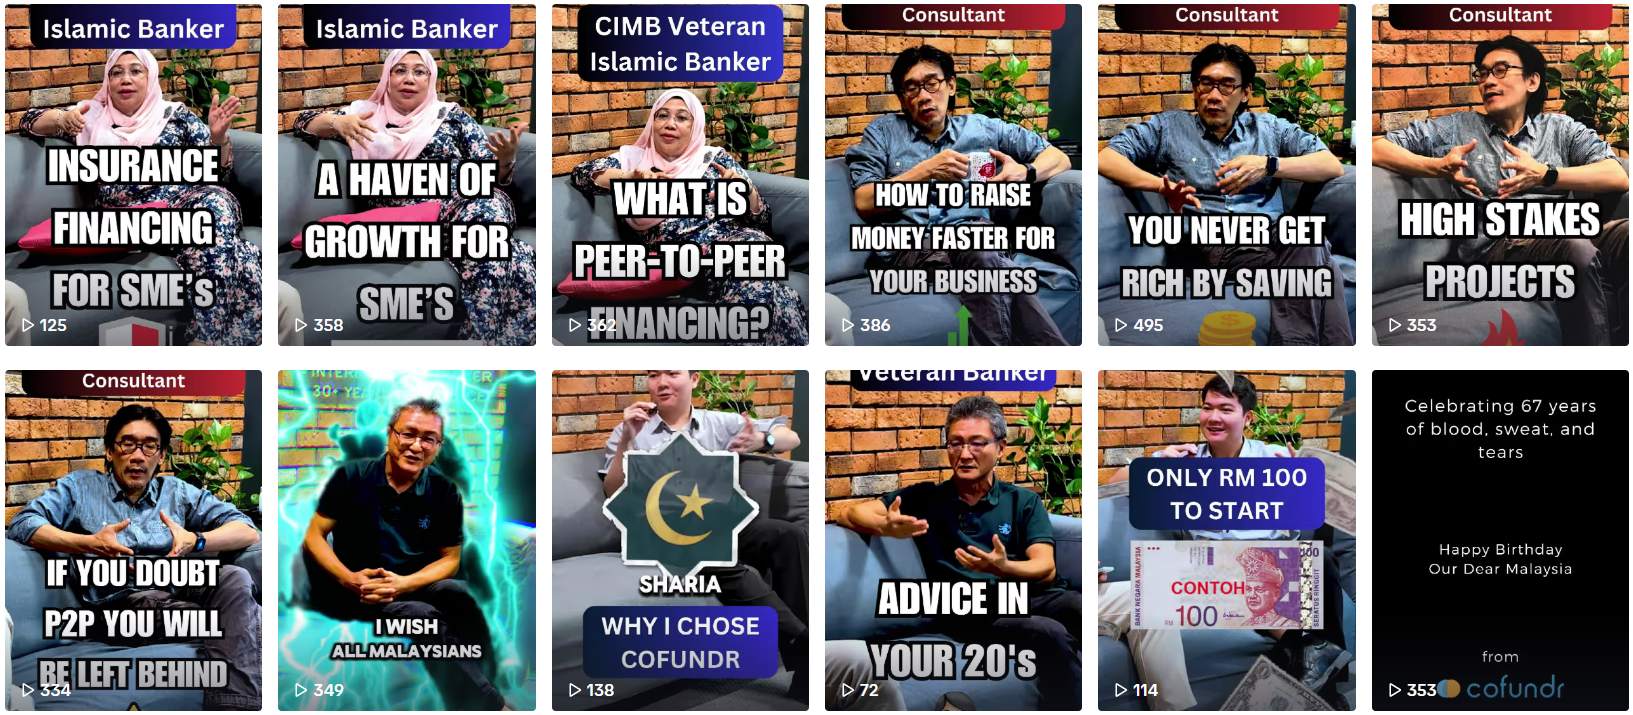 Islamic Banker
INSURANCE
FINANCING
FOR SME's
125
Islamic Banker
A HAVEN OF
GROWTH FOR
SME'S
358
CIMB Veteran
Islamic Banker
WHAT IS
PEER-TO-PEER
FINANCING?
362
Consultant
HOW TO RAISE
MONEY FASTER FOR
YOUR BUSINESS
386
Consultant
YOU NEVER GET
RICH BY SAVING
495
Consultant
HIGH STAKES
PROJECTS
353
Consultant
IF YOU DOUBT
P2P YOU WILL
BE LEFT BEHIND
334
30+
I WISH
ALL MALAYSIANS
349
SHARIA
WHY I CHOSE
COFUNDR
138
Veteran Banker
ADVICE IN
YOUR 20's
72
ONLY RM 100
TO START
BANK NEGARA MALAYSIA
CONTOH
RM 100
100
SERATUS RINGGIT
114
Celebrating 67 years
of blood, sweat, and
tears
Happy Birthday
Our Dear Malaysia
from
cofundr
353